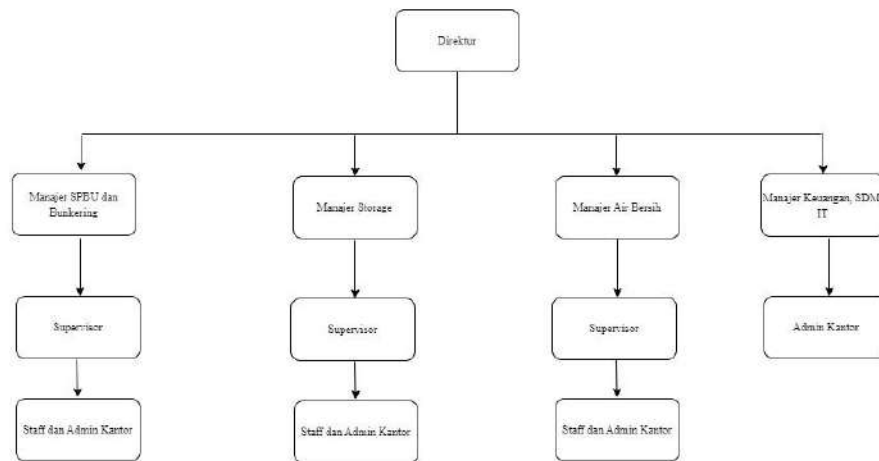 Direktur
Manajer SPBU dan
Bunkering
Manajer Storage
Manajer Air Bersih
Manajer Keuangan, SDM
IT
Supervisor
Supervisor
Supervisor
Admin Kantor
Staff dan Admin Kantor
Staff dan Admin Kantor
Staff dan Admin Kantor